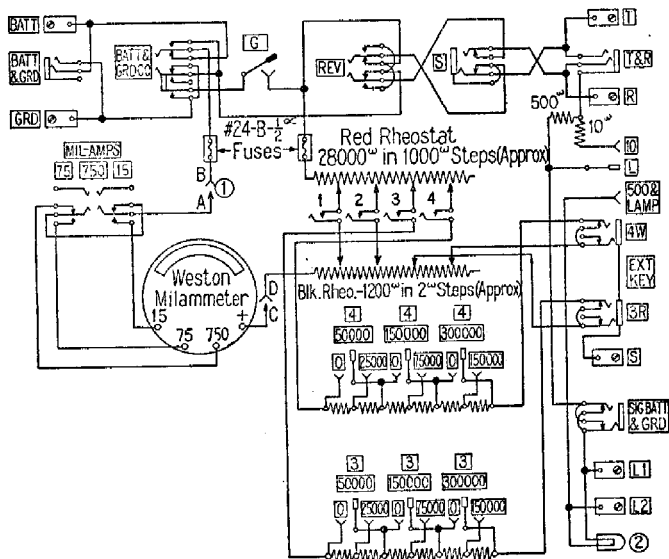 BATT
BATT & GRD
GRD
BATT & GRD CO
G
REV
S
T
T&R
R
#24-B-½ac
Fuses
Red Rheostat
28000ω in 1000ω Steps(Approx)
500ω
10ω
10
L
500 & LAMP
MIL-AMPS
75 750 15
B
①
A
1 2 3 4
4W
EXT KEY
3R
S
Weston
Milammeter
15 75 750 +
D
C
Blk.Rheo.-1200ω in 2ω Steps(Approx)
4 4 4
50000 150000 300000
0 25000 0 75000 0 150000
SIG BATT & GRD
3 3 3
50000 150000 300000
0 25000 0 75000 0 150000
L1
L2
②